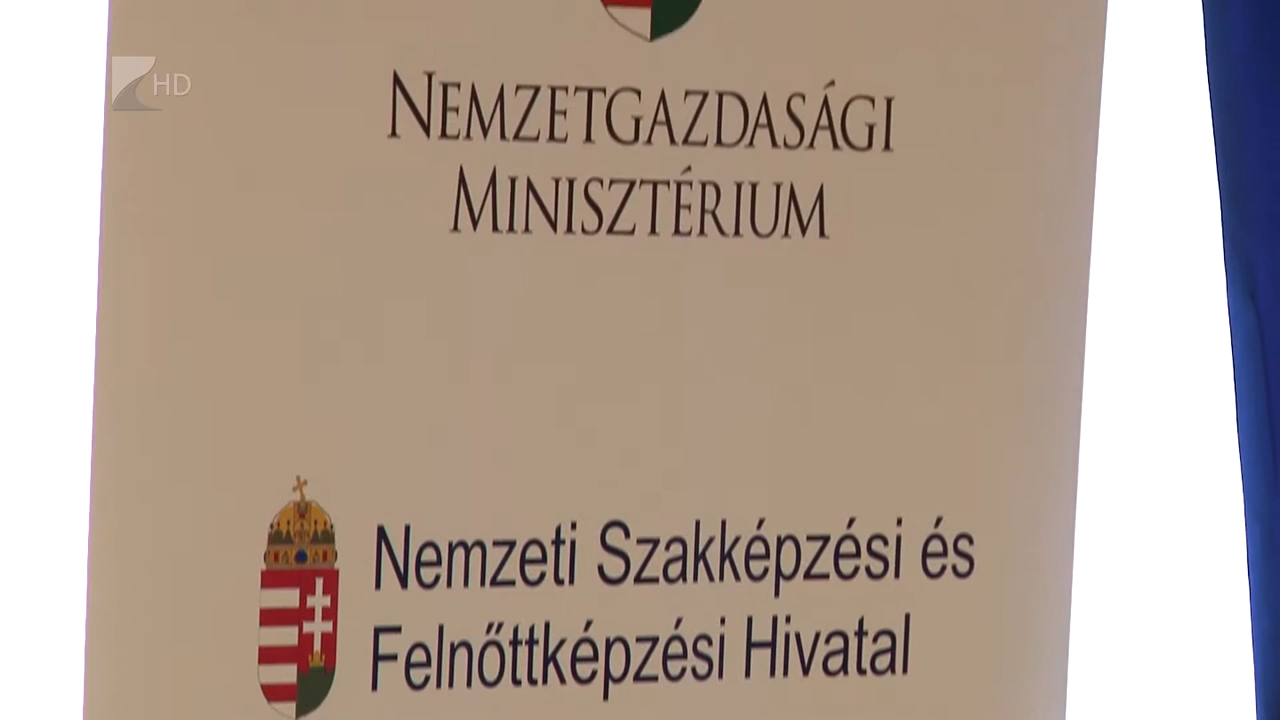 HD
NEMZETGAZDASÁGI
MINISZTÉRIUM
Nemzeti Szakképzési és
Felnőttképzési Hivatal